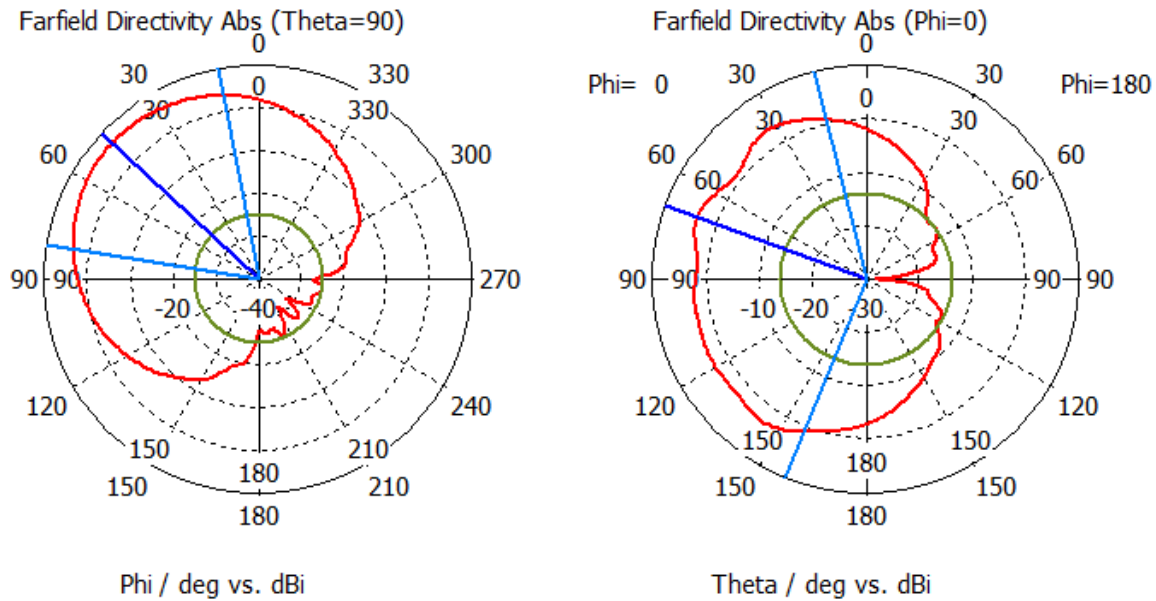 Farfield Directivity Abs (Theta=90)
0
30 0 330
30 330
60 300
90 90 -20 -40 270
120 240
150 210
150 180 210
180
Phi / deg vs. dBi
Farfield Directivity Abs (Phi=0)
0
Phi= 0 30 0 30 Phi=180
30 30
60 60
60 60
90 90 -10 -20 -30 90 90
120 120
150 150
150 180 150
180
Theta / deg vs. dBi